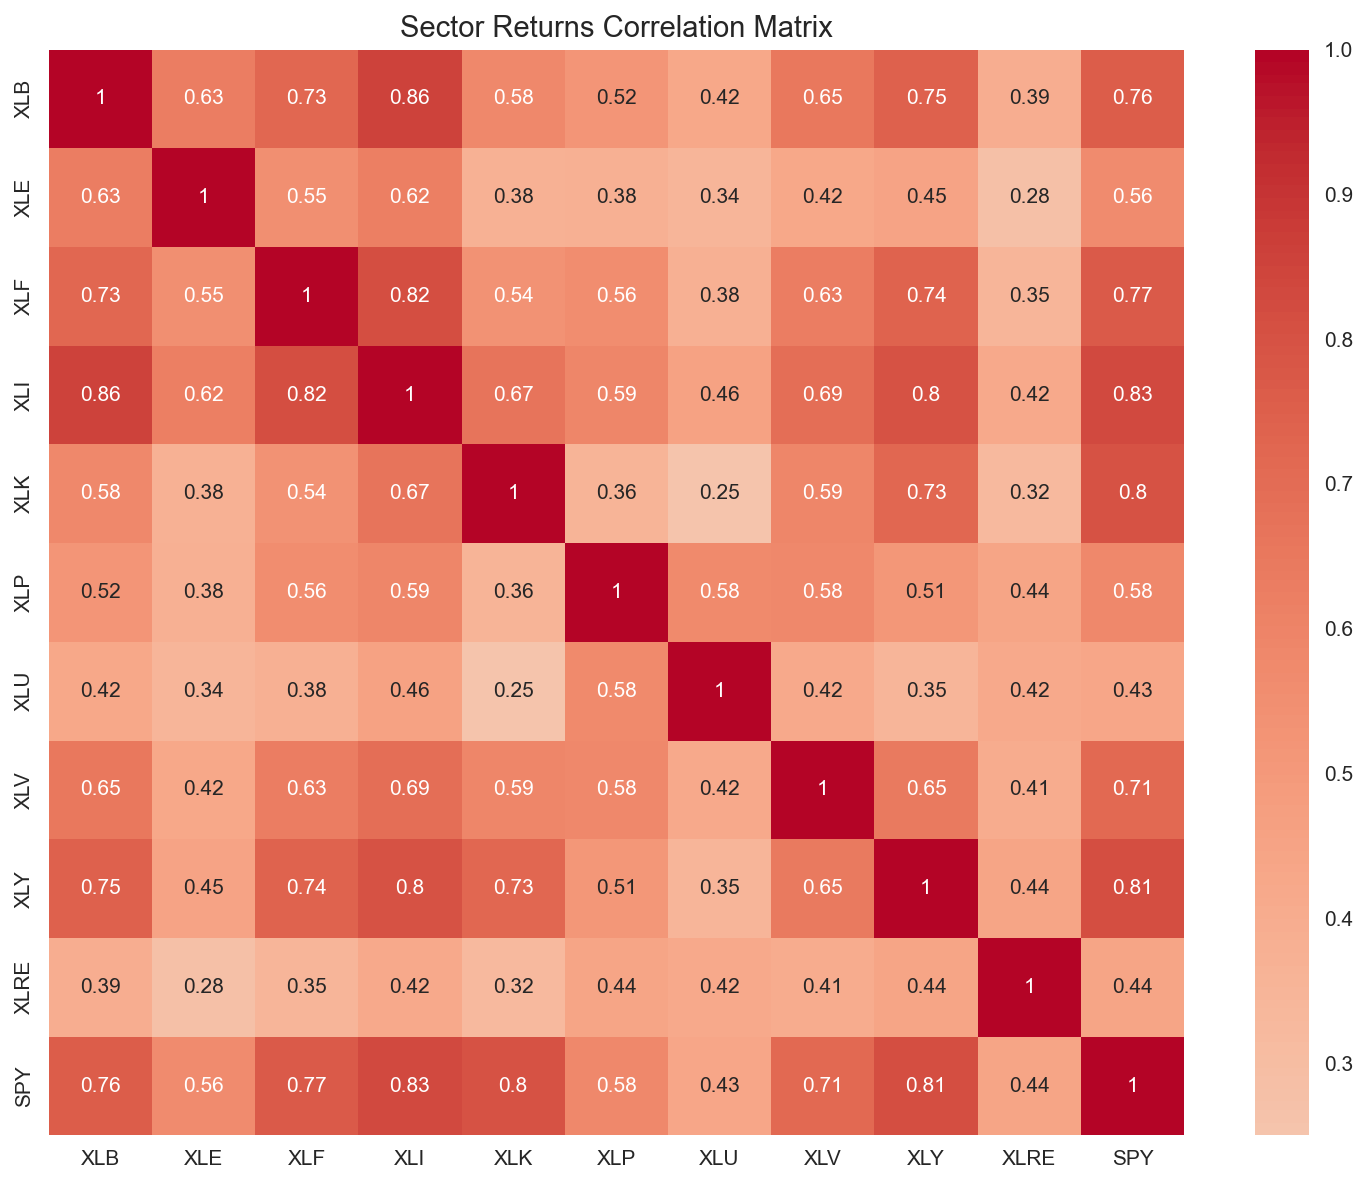 Sector Returns Correlation Matrix
XLB 1 0.63 0.73 0.86 0.58 0.52 0.42 0.65 0.75 0.39 0.76
XLE 0.63 1 0.55 0.62 0.38 0.38 0.34 0.42 0.45 0.28 0.56
XLF 0.73 0.55 1 0.82 0.54 0.56 0.38 0.63 0.74 0.35 0.77
XLI 0.86 0.62 0.82 1 0.67 0.59 0.46 0.69 0.8 0.42 0.83
XLK 0.58 0.38 0.54 0.67 1 0.36 0.25 0.59 0.73 0.32 0.8
XLP 0.52 0.38 0.56 0.59 0.36 1 0.58 0.58 0.51 0.44 0.58
XLU 0.42 0.34 0.38 0.46 0.25 0.58 1 0.42 0.35 0.42 0.43
XLV 0.65 0.42 0.63 0.69 0.59 0.58 0.42 1 0.65 0.41 0.71
XLY 0.75 0.45 0.74 0.8 0.73 0.51 0.35 0.65 1 0.44 0.81
XLRE 0.39 0.28 0.35 0.42 0.32 0.44 0.42 0.41 0.44 1 0.44
SPY 0.76 0.56 0.77 0.83 0.8 0.58 0.43 0.71 0.81 0.44 1
XLB XLE XLF XLI XLK XLP XLU XLV XLY XLRE SPY
1.0
0.9
0.8
0.7
0.6
0.5
0.4
0.3